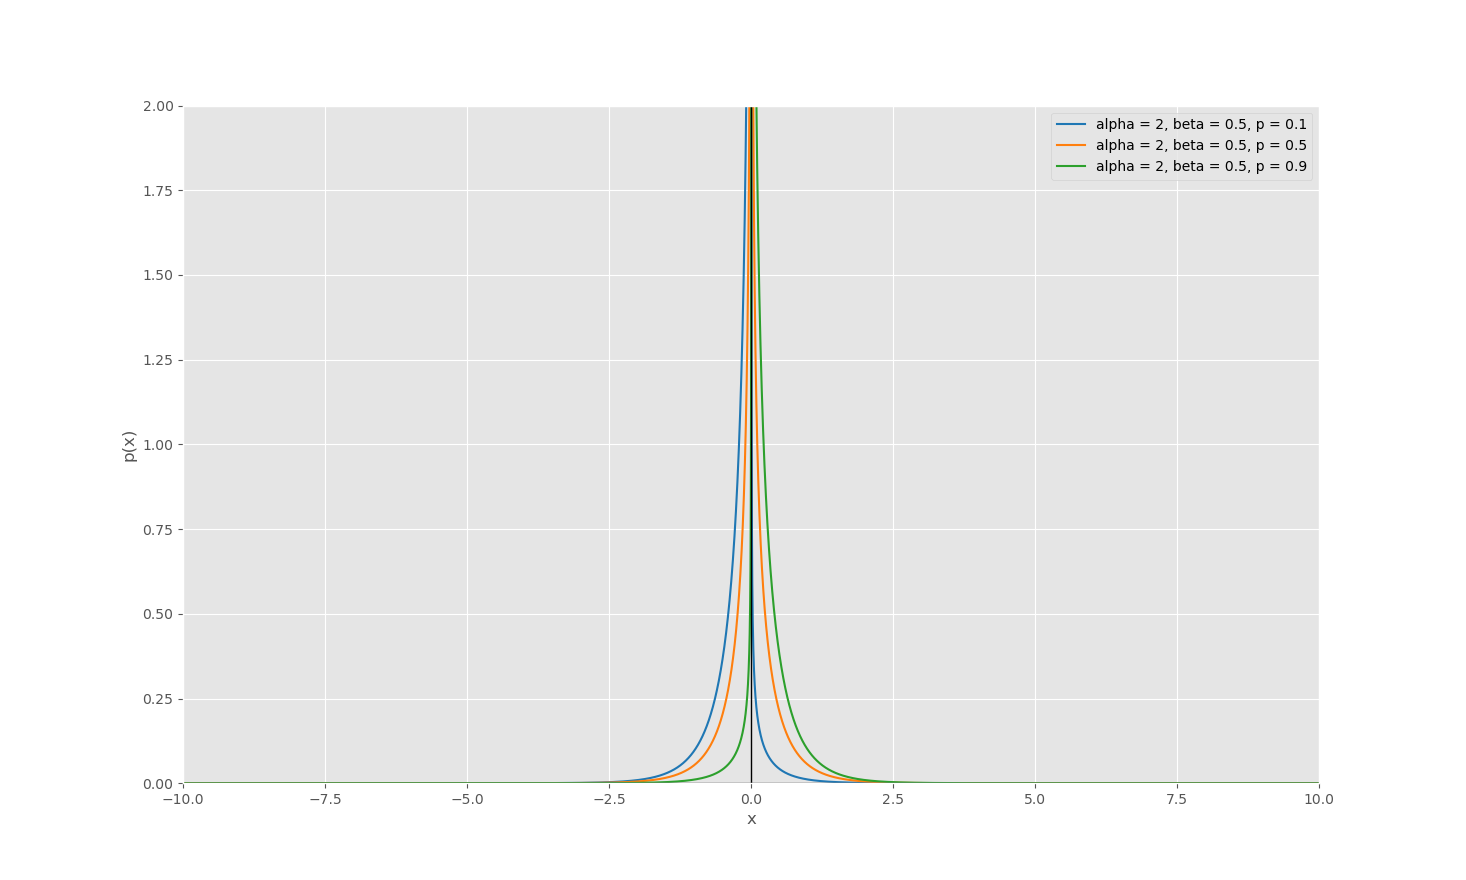 2.00
1.75
1.50
1.25
1.00
0.75
0.50
0.25
0.00
p(x)
alpha = 2, beta = 0.5, p = 0.1
alpha = 2, beta = 0.5, p = 0.5
alpha = 2, beta = 0.5, p = 0.9
−10.0 −7.5 −5.0 −2.5 0.0 2.5 5.0 7.5 10.0
x